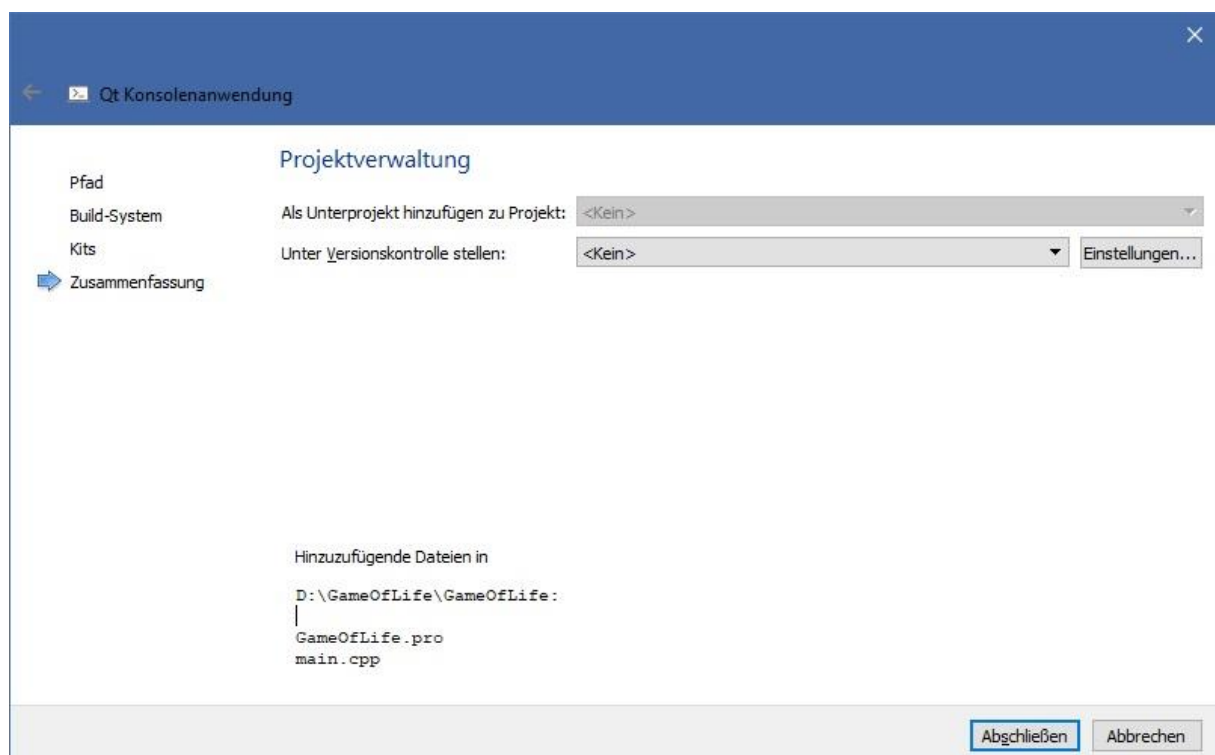 Qt Konsolenanwendung
Projektverwaltung
Pfad
Build-System
Kits
Zusammenfassung
Als Unterprojekt hinzufügen zu Projekt: <Kein>
Unter Versionskontrolle stellen: <Kein> Einstellungen...
Hinzuzufügende Dateien in
D:\GameOfLife\GameOfLife:
GameOfLife.pro
main.cpp
Abschließen Abbrechen